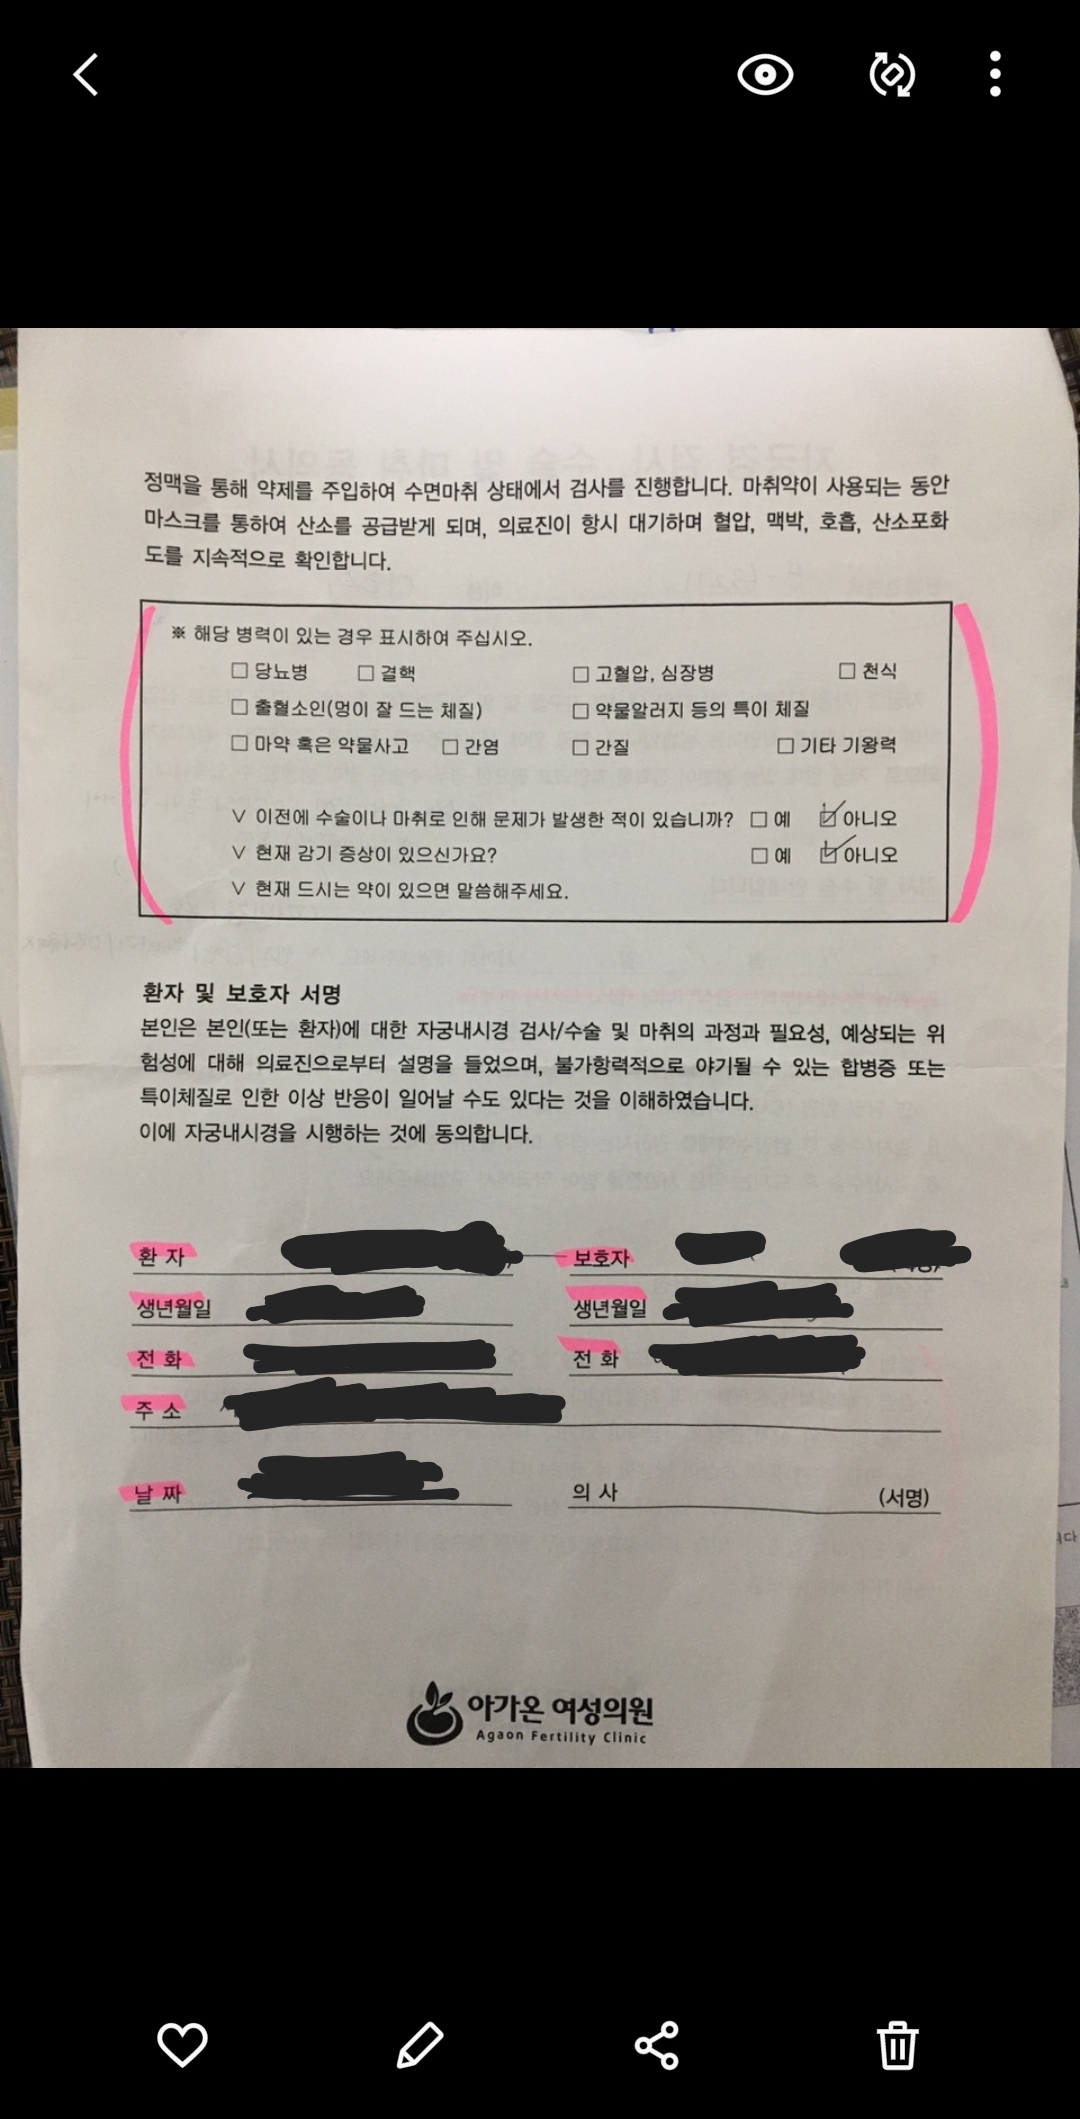 정맥을 통해 약제를 주입하여 수면마취 상태에서 검사를 진행합니다. 마취약이 사용되는 동안
마스크를 통하여 산소를 공급받게 되며, 의료진이 항시 대기하며 혈압, 맥박, 호흡, 산소포화
도를 지속적으로 확인합니다.
※ 해당 병력이 있는 경우 표시하여 주십시오.
☐ 당뇨병 ☐ 결핵 ☐ 고혈압, 심장병 ☐ 천식
☐ 출혈소인(멍이 잘 드는 체질) ☐ 약물알러지 등의 특이 체질
☐ 마약 혹은 약물사고 ☐ 간염 ☐ 간질 ☐ 기타 기왕력
V 이전에 수술이나 마취로 인해 문제가 발생한 적이 있습니까? ☐ 예 ☑ 아니오
V 현재 감기 증상이 있으신가요? ☐ 예 ☑ 아니오
V 현재 드시는 약이 있으면 말씀해주세요.
환자 및 보호자 서명
본인은 본인(또는 환자)에 대한 자궁내시경 검사/수술 및 마취의 과정과 필요성, 예상되는 위
험성에 대해 의료진으로부터 설명을 들었으며, 불가항력적으로 야기될 수 있는 합병증 또는
특이체질로 인한 이상 반응이 일어날 수도 있다는 것을 이해하였습니다.
이에 자궁내시경을 시행하는 것에 동의합니다.
환 자 보호자
생년월일 생년월일
전 화 전 화
주 소
날 짜 의 사 (서명)
아가온 여성의원
Agaon Fertility Clinic